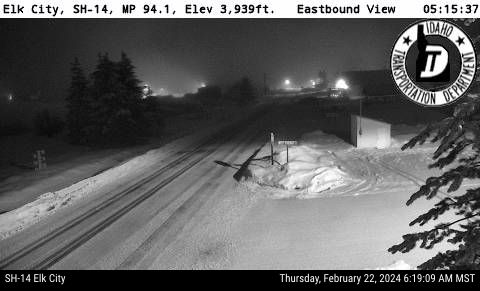 Elk City, SH-14, MP 94.1, Elev 3,939ft.   Eastbound View   05:15:37
IDAHO
TRANSPORTATION DEPARTMENT
SH-14 Elk City
Thursday, February 22, 2024 6:19:09 AM MST